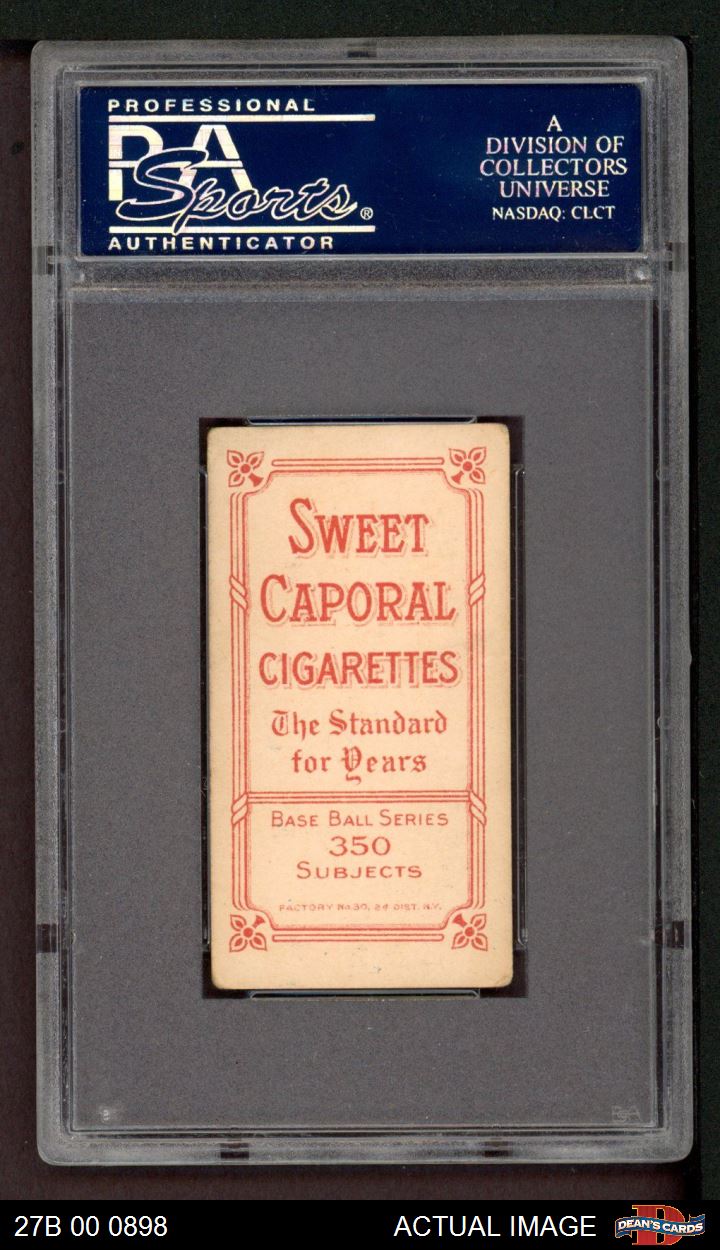 PROFESSIONAL
PSA
Sports®
AUTHENTICATOR
A
DIVISION OF
COLLECTORS
UNIVERSE
NASDAQ: CLCT
SWEET
CAPORAL
CIGARETTES
The Standard
for Years
BASE BALL SERIES
350
SUBJECTS
FACTORY No 30, 2d DIST. N.Y.
PSA
27B 00 0898
ACTUAL IMAGE
D
DEAN'S CARDS